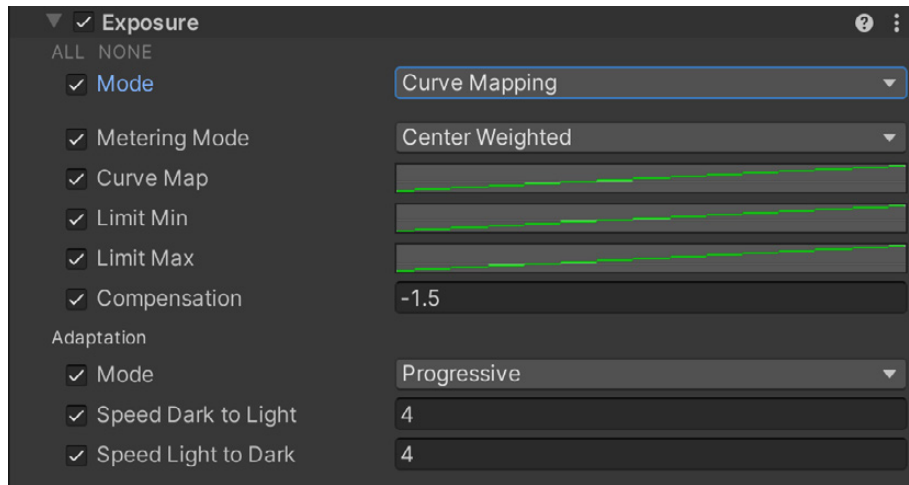 Exposure
ALL NONE
Mode Curve Mapping
Metering Mode Center Weighted
Curve Map
Limit Min
Limit Max
Compensation -1.5
Adaptation
Mode Progressive
Speed Dark to Light 4
Speed Light to Dark 4